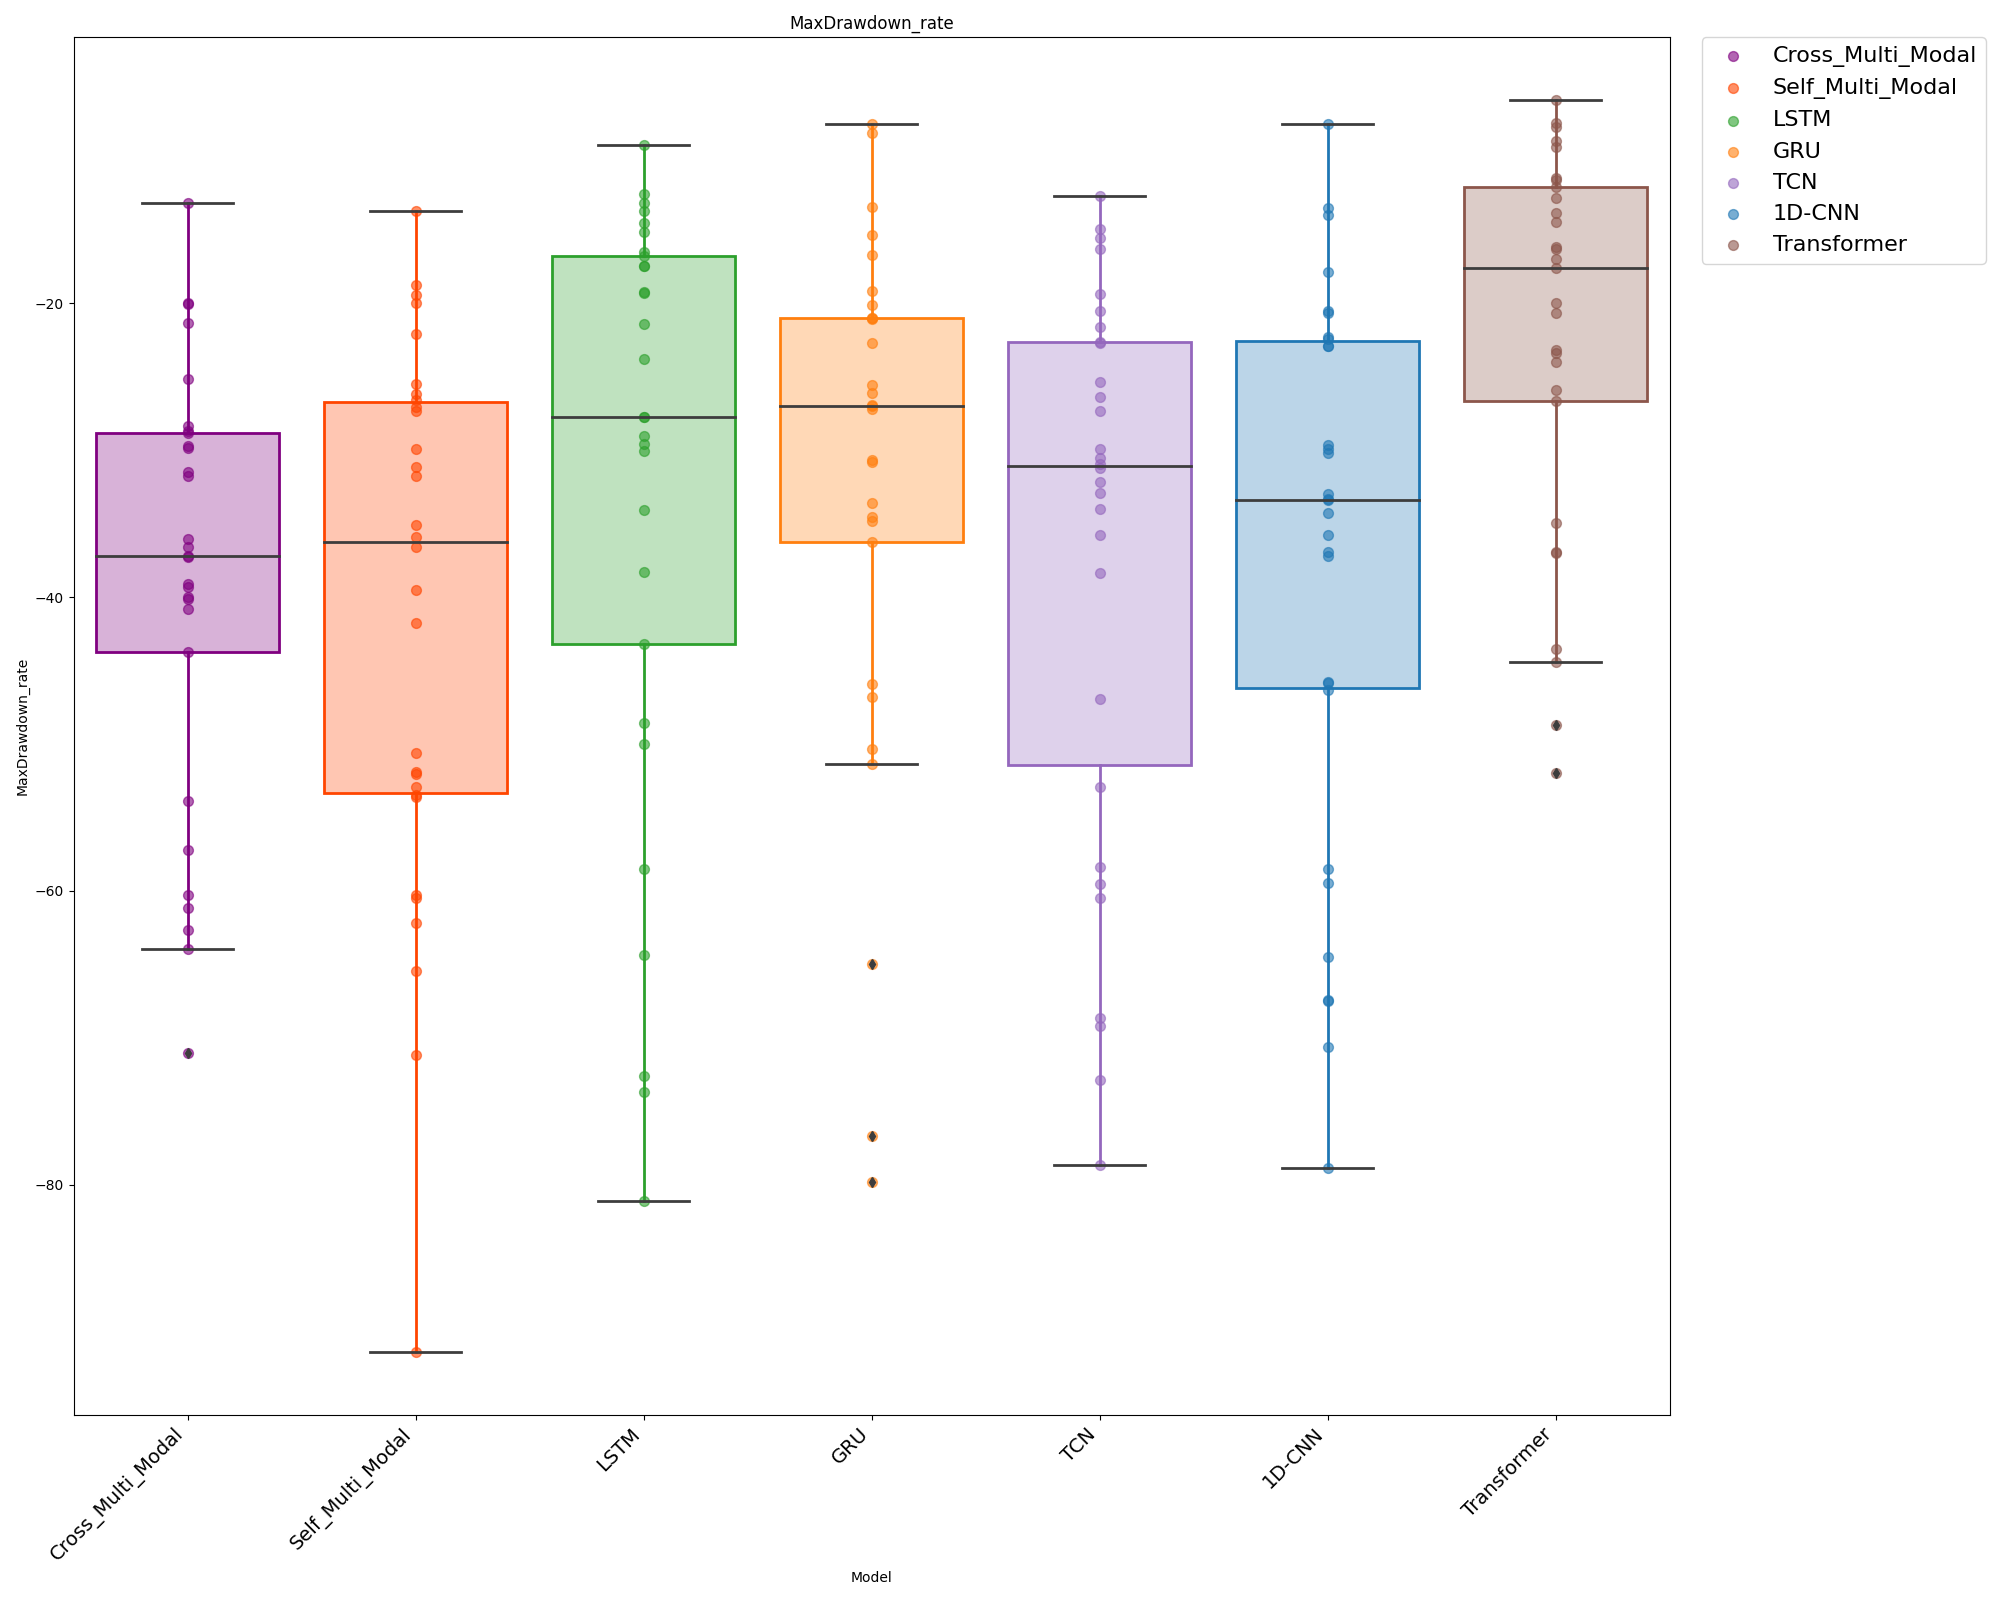 MaxDrawdown_rate
Cross_Multi_Modal
Self_Multi_Modal
LSTM
GRU
TCN
1D-CNN
Transformer
MaxDrawdown_rate
−20
−40
−60
−80
Cross_Multi_Modal
Self_Multi_Modal
LSTM
GRU
TCN
1D-CNN
Transformer
Model